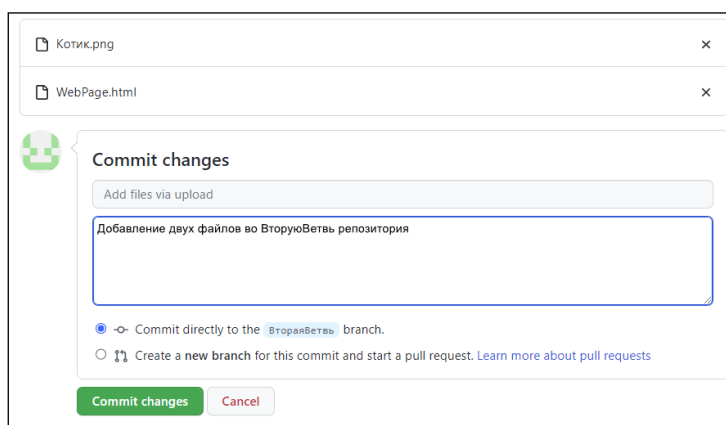 Котик.png
WebPage.html
Commit changes
Add files via upload
Добавление двух файлов во ВторуюВетвь репозитория
Commit directly to the ВтораяВетвь branch.
Create a new branch for this commit and start a pull request. Learn more about pull requests
Commit changes Cancel